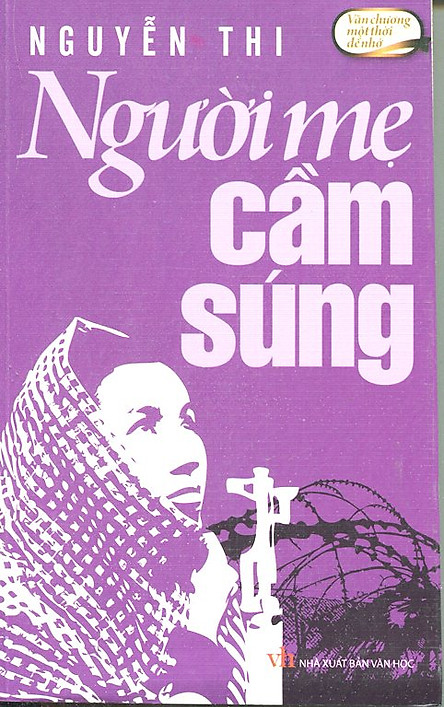 NGUYỄN THI
Văn chương
một thời
để nhớ
Người mẹ
cầm
súng
vh NHÀ XUẤT BẢN VĂN HỌC